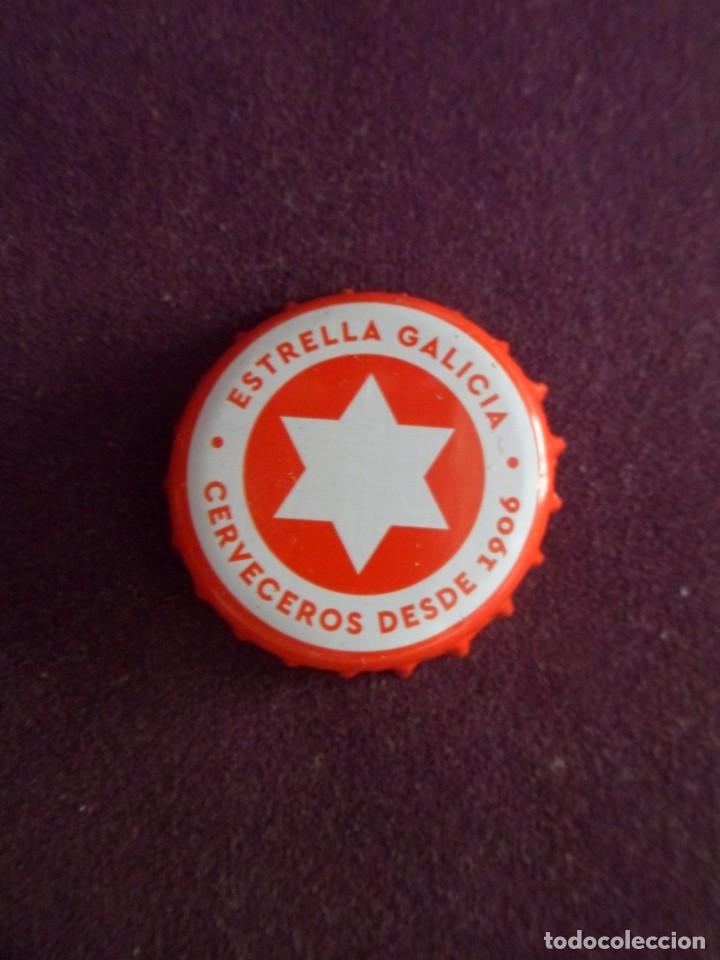 ESTRELLA GALICIA
CERVECEROS DESDE 1906
todocoleccion